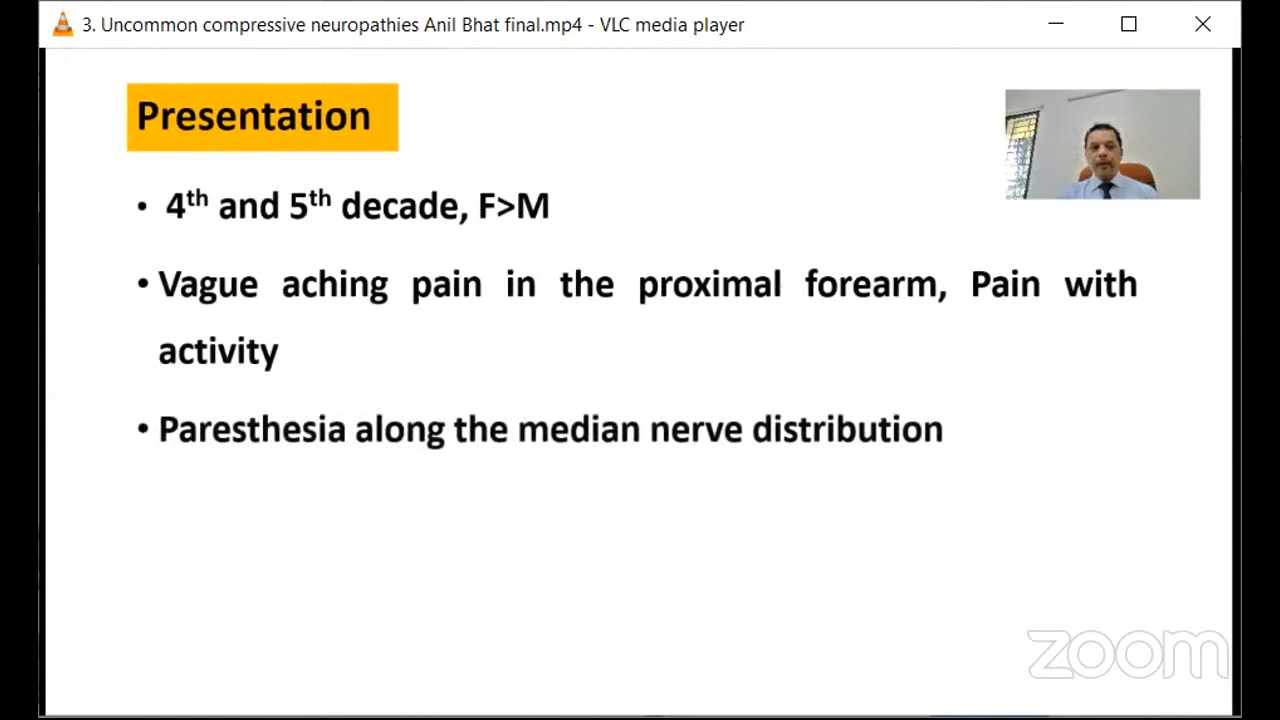 3. Uncommon compressive neuropathies Anil Bhat final.mp4 - VLC media player
Presentation
• 4th and 5th decade, F>M
• Vague aching pain in the proximal forearm, Pain with
activity
• Paresthesia along the median nerve distribution
zoom